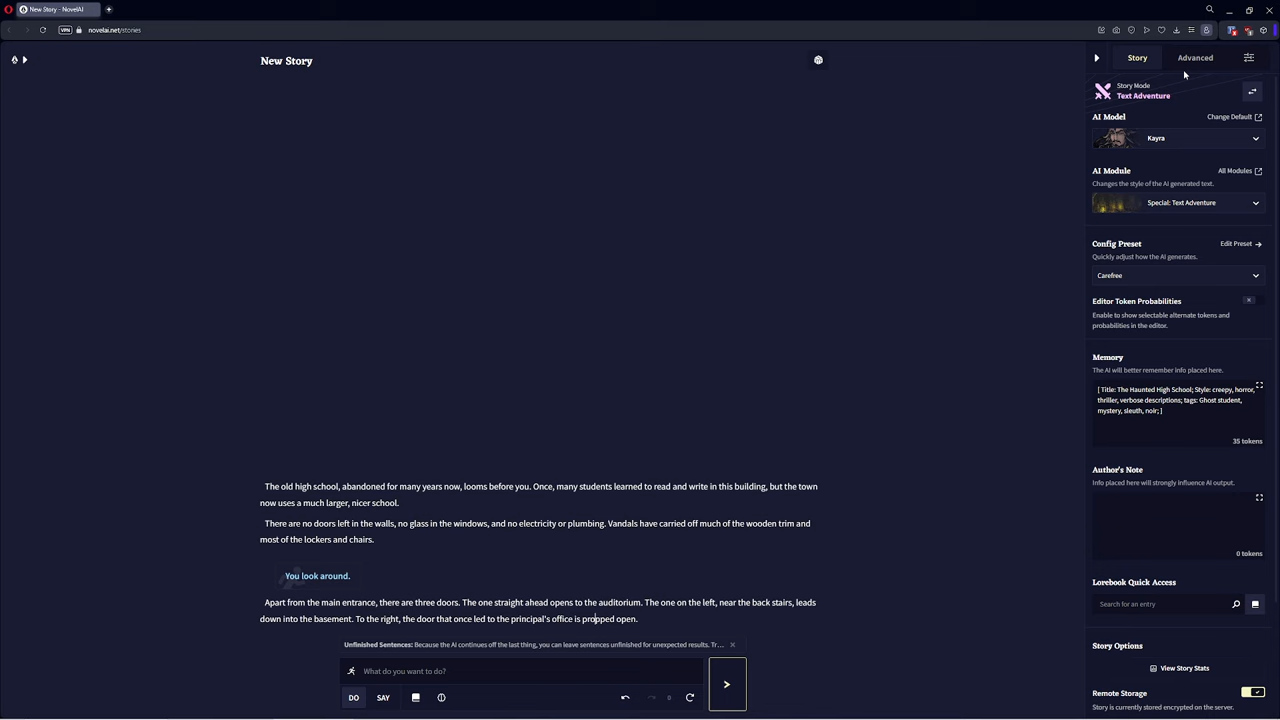 New Story - NovelAI
VPN
novelai.net/stories
New Story
Story
Advanced
Story Mode
Text Adventure
AI Model
Change Default
Kayra
AI Module
All Modules
Changes the style of the AI generated text.
Special: Text Adventure
Config Preset
Edit Preset
Quickly adjust how the AI generates.
Carefree
Editor Token Probabilities
Enable to show selectable alternate tokens and
probabilities in the editor.
Memory
The AI will better remember info placed here.
[ Title: The Haunted High School; Style: creepy, horror,
thriller, verbose descriptions; tags: Ghost student,
mystery, sleuth, noir; ]
35 tokens
Author's Note
Info placed here will strongly influence AI output.
0 tokens
Lorebook Quick Access
Search for an entry
Story Options
View Story Stats
Remote Storage
Story is currently stored encrypted on the server.
The old high school, abandoned for many years now, looms before you. Once, many students learned to read and write in this building, but the town
now uses a much larger, nicer school.
There are no doors left in the walls, no glass in the windows, and no electricity or plumbing. Vandals have carried off much of the wooden trim and
most of the lockers and chairs.
You look around.
Apart from the main entrance, there are three doors. The one straight ahead opens to the auditorium. The one on the left, near the back stairs, leads
down into the basement. To the right, the door that once led to the principal's office is propped open.
Unfinished Sentences: Because the AI continues off the last thing, you can leave sentences unfinished for unexpected results. Tr...
What do you want to do?
DO
SAY
0